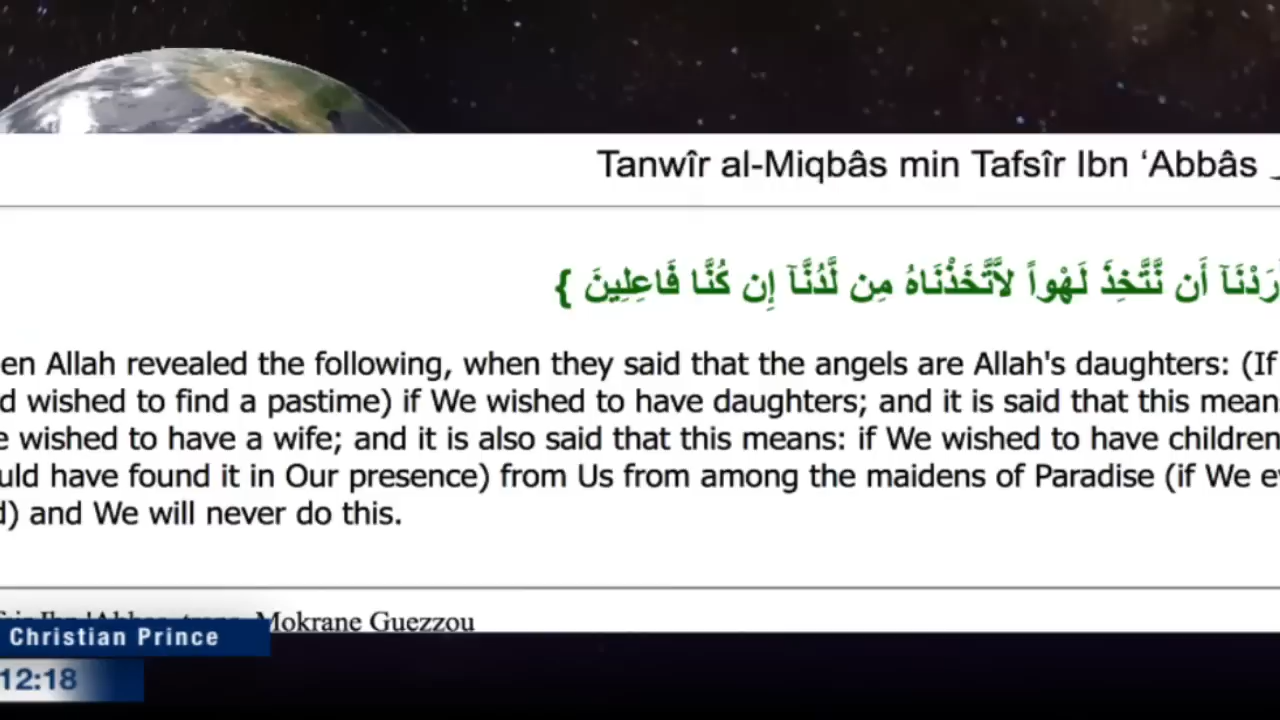 Tanwîr al-Miqbâs min Tafsîr Ibn ‘Abbâs
أَن نَّتَّخِذَ لَهْواً لاَّتَّخَذْنَاهُ مِن لَّدُنَّآ إِن كُنَّا فَاعِلِينَ }
Allah revealed the following, when they said that the angels are Allah's daughters: (If
wished to find a pastime) if We wished to have daughters; and it is said that this
wished to have a wife; and it is also said that this means: if We wished to have children
have found it in Our presence) from Us from among the maidens of Paradise (if We
and We will never do this.
Mokrane Guezzou
Christian Prince
12:18